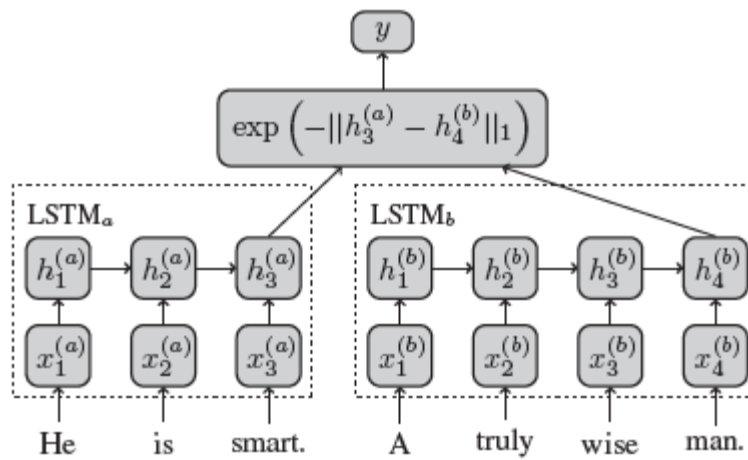 y
exp (−||h₃⁽ᵃ⁾ − h₄⁽ᵇ⁾||₁)
LSTMₐ LSTM_b
h₁⁽ᵃ⁾ h₂⁽ᵃ⁾ h₃⁽ᵃ⁾ h₁⁽ᵇ⁾ h₂⁽ᵇ⁾ h₃⁽ᵇ⁾ h₄⁽ᵇ⁾
x₁⁽ᵃ⁾ x₂⁽ᵃ⁾ x₃⁽ᵃ⁾ x₁⁽ᵇ⁾ x₂⁽ᵇ⁾ x₃⁽ᵇ⁾ x₄⁽ᵇ⁾
He is smart. A truly wise man.